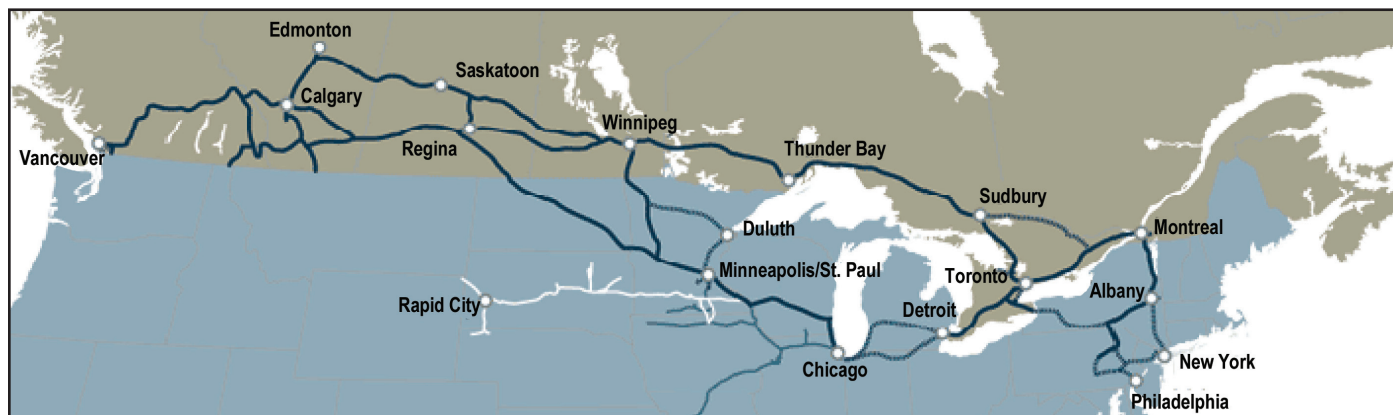 Edmonton
Saskatoon
Calgary
Winnipeg
Vancouver
Regina
Thunder Bay
Sudbury
Duluth
Montreal
Minneapolis/St. Paul
Toronto
Albany
Rapid City
Detroit
Chicago
New York
Philadelphia